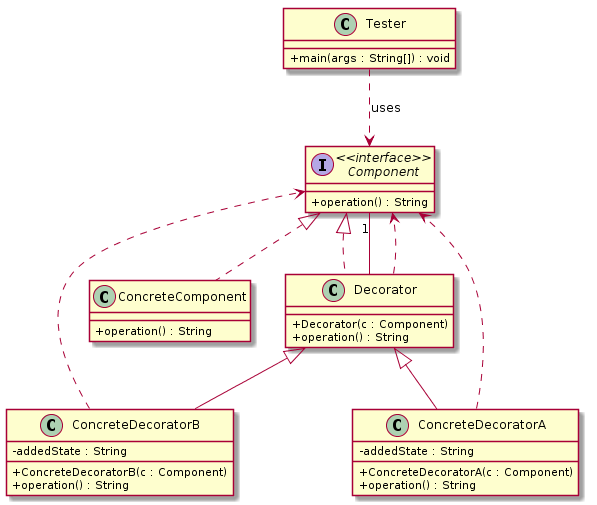 C Tester
+main(args : String[]) : void
uses
I <<interface>>
Component
+operation() : String
1
C ConcreteComponent
+operation() : String
C Decorator
+Decorator(c : Component)
+operation() : String
C ConcreteDecoratorB
-addedState : String
+ConcreteDecoratorB(c : Component)
+operation() : String
C ConcreteDecoratorA
-addedState : String
+ConcreteDecoratorA(c : Component)
+operation() : String